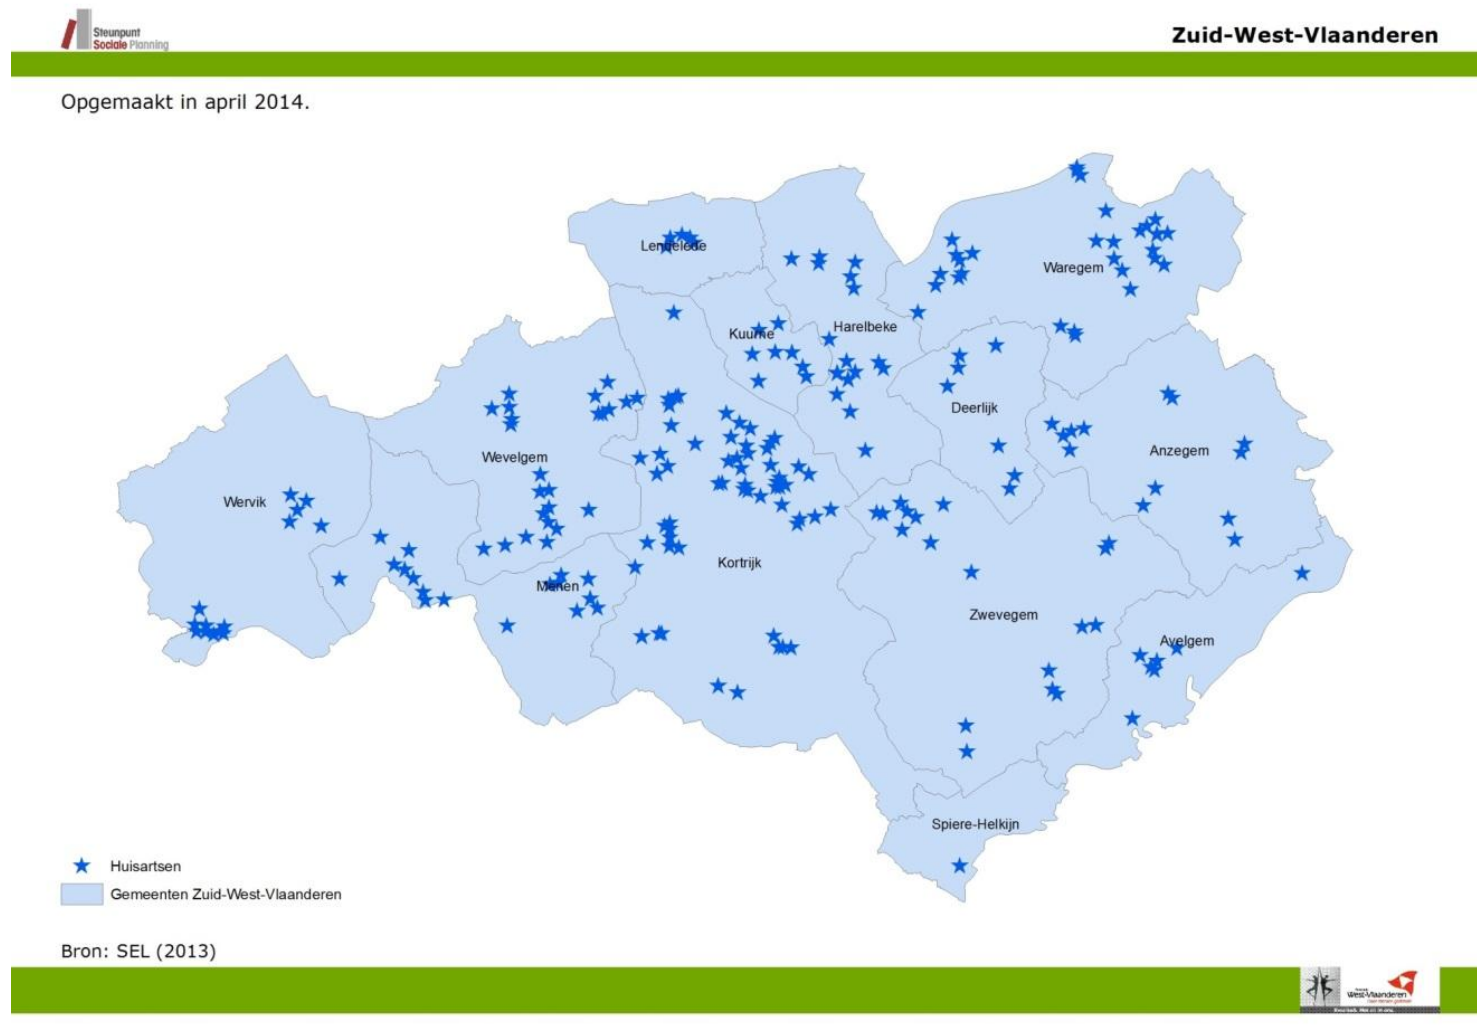 Steunpunt
Sociale Planning
Zuid-West-Vlaanderen
Opgemaakt in april 2014.
Lendelede
Waregem
Kuurne
Harelbeke
Deerlijk
Anzegem
Wevelgem
Wervik
Kortrijk
Menen
Zwevegem
Avelgem
Spiere-Helkijn
Huisartsen
Gemeenten Zuid-West-Vlaanderen
Bron: SEL (2013)
West-Vlaanderen